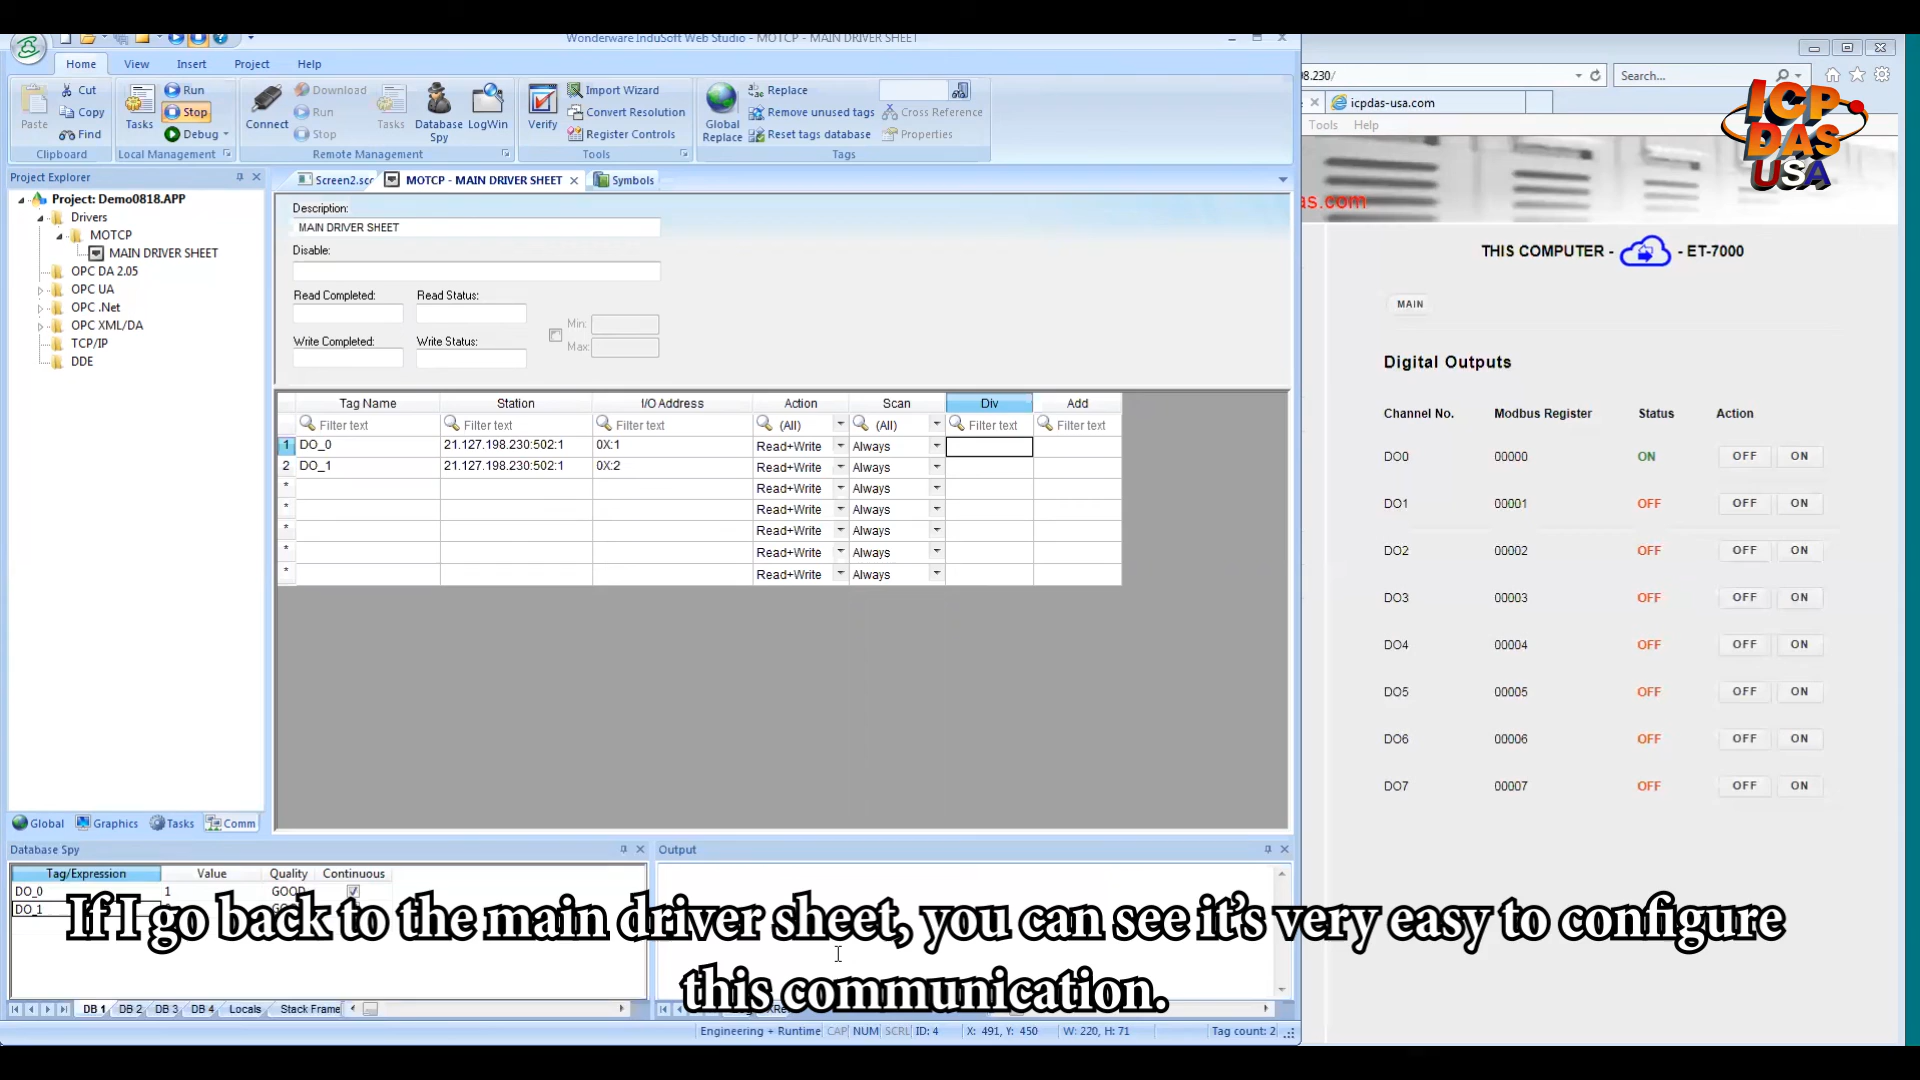 Wonderware InduSoft Web Studio - MOTCP - MAIN DRIVER SHEET
Home View Insert Project Help
Paste
Cut
Copy
Find
Clipboard
Tasks
Run
Stop
Debug
Local Management
Connect
Download
Run
Stop
Tasks
Database Spy
LogWin
Remote Management
Verify
Import Wizard
Convert Resolution
Register Controls
Tools
Global Replace
Replace
Remove unused tags
Reset tags database
Cross Reference
Properties
Tags
Project Explorer
Project: Demo0818.APP
Drivers
MOTCP
MAIN DRIVER SHEET
OPC DA 2.05
OPC UA
OPC .Net
OPC XML/DA
TCP/IP
DDE
Global Graphics Tasks Comm
Screen2.scc MOTCP - MAIN DRIVER SHEET Symbols
Description:
MAIN DRIVER SHEET
Disable:
Read Completed: Read Status:
Write Completed: Write Status:
Min:
Max:
Tag Name Station I/O Address Action Scan Div Add
Filter text Filter text Filter text (All) (All) Filter text Filter text
1 DO_0 21.127.198.230:502:1 0X:1 Read+Write Always
2 DO_1 21.127.198.230:502:1 0X:2 Read+Write Always
* Read+Write Always
* Read+Write Always
* Read+Write Always
* Read+Write Always
* Read+Write Always
Database Spy
Tag/Expression Value Quality Continuous
DO_0 1 GOOD
DO_1
DB 1 DB 2 DB 3 DB 4 Locals Stack Frame
Output
Engineering + Runtime CAP NUM SCRL ID: 4 X: 491, Y: 450 W: 220, H: 71 Tag count: 2
8.230/
Search...
icpdas-usa.com
Tools Help
as.com
ICP
DAS
USA
THIS COMPUTER - - ET-7000
MAIN
Digital Outputs
Channel No. Modbus Register Status Action
DO0 00000 ON OFF ON
DO1 00001 OFF OFF ON
DO2 00002 OFF OFF ON
DO3 00003 OFF OFF ON
DO4 00004 OFF OFF ON
DO5 00005 OFF OFF ON
DO6 00006 OFF OFF ON
DO7 00007 OFF OFF ON
If I go back to the main driver sheet, you can see it's very easy to configure
this communication.